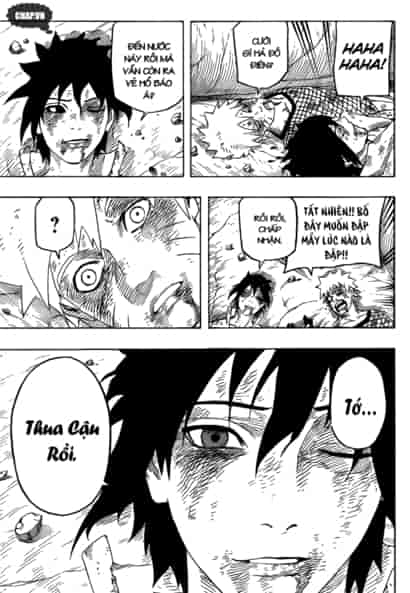 CHAP.VN
HAHA
HAHA!
CƯỜI
GÌ HẢ ĐỒ
ĐIÊN?
ĐẾN NƯỚC
NÀY RỒI MÀ
VẪN CÒN RA
VẺ HỔ BÁO
À?
TẤT NHIÊN!! BỐ
ĐÂY MUỐN ĐẬP
MÀY LÚC NÀO LÀ
ĐẬP!!
RỒI RỒI,
CHẤP
NHẬN.
?
Tớ...
Thua Cậu
Rồi.